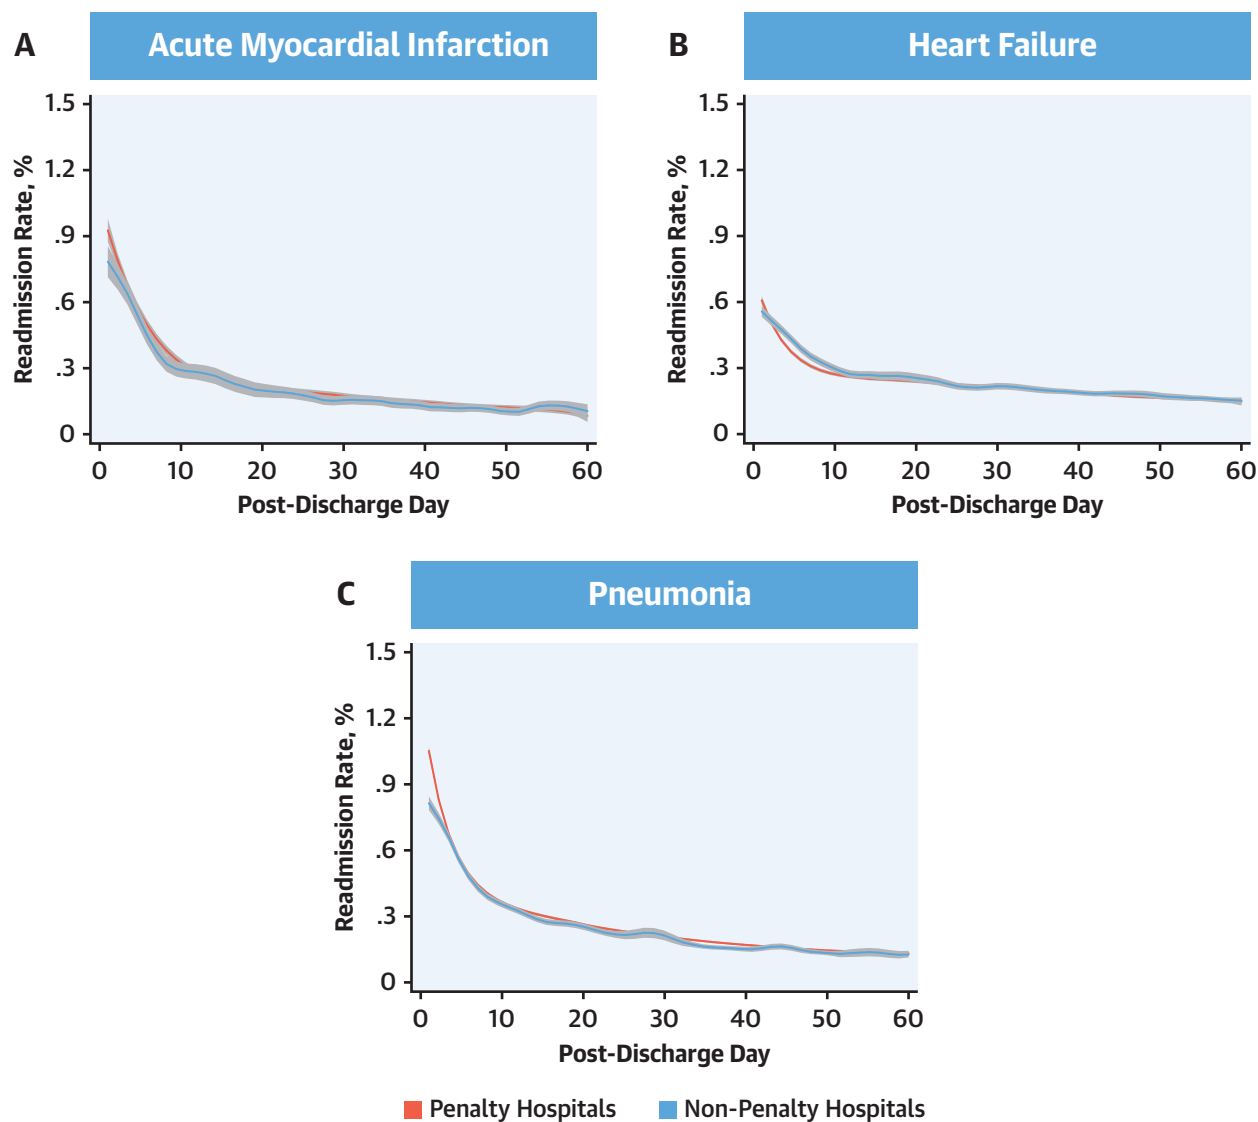 A
Acute Myocardial Infarction
Readmission Rate, %
1.5
1.2
.9
.6
.3
0
0 10 20 30 40 50 60
Post-Discharge Day
B
Heart Failure
Readmission Rate, %
1.5
1.2
.9
.6
.3
0
0 10 20 30 40 50 60
Post-Discharge Day
C
Pneumonia
Readmission Rate, %
1.5
1.2
.9
.6
.3
0
0 10 20 30 40 50 60
Post-Discharge Day
Penalty Hospitals Non-Penalty Hospitals